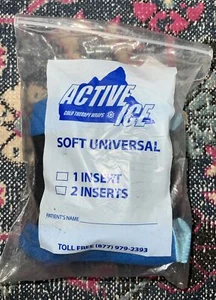 ACTIVE
COLD THERAPY WRAPS
ICE
SOFT UNIVERSAL
1 INSERT
2 INSERTS
PATIENT'S NAME
TOLL FREE (877) 979-2393